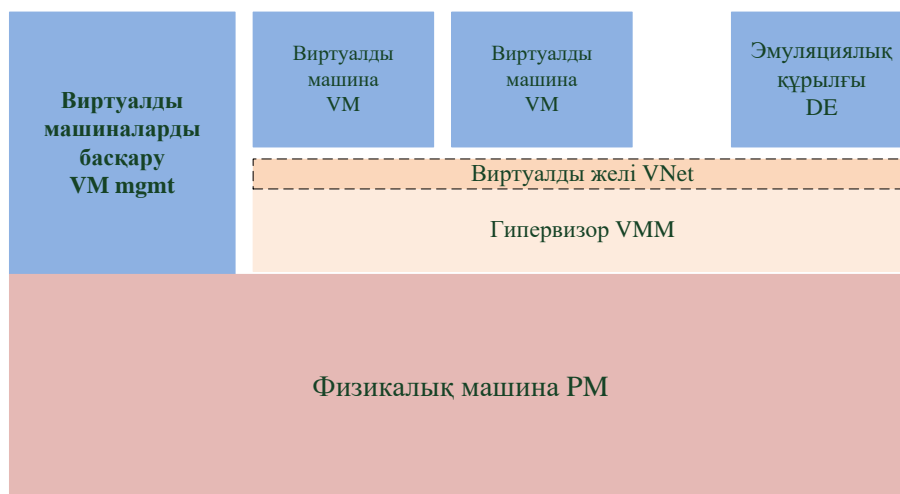 Виртуалды
машиналарды
басқару
VM mgmt
Виртуалды
машина
VM
Виртуалды
машина
VM
Эмуляциялық
құрылғы
DE
Виртуалды желі VNet
Гипервизор VMM
Физикалық машина PM